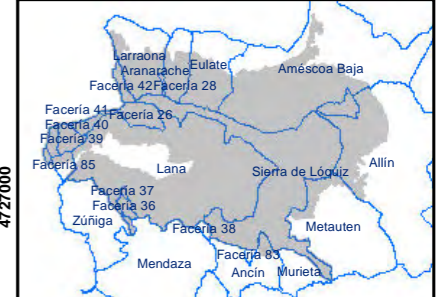 Larraona
Aranarache
Eulate
Améscoa Baja
Facería 42
Facería 28
Facería 41
Facería 26
Facería 40
Facería 39
Facería 85
Lana
Sierra de Lóquiz
Allín
Facería 37
Facería 36
Zúñiga
Facería 38
Metauten
Mendaza
Facería 83
Ancín
Murieta
4727000